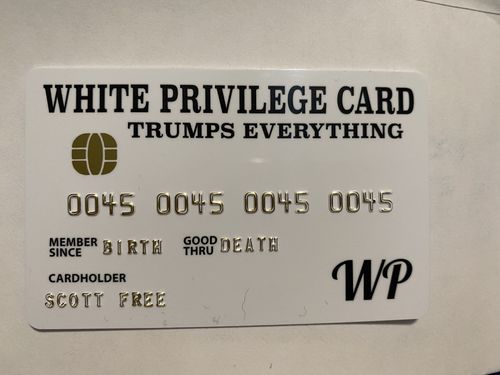 WHITE PRIVILEGE CARD
TRUMPS EVERYTHING
0045 0045 0045 0045
MEMBER SINCE BIRTH GOOD THRU DEATH
CARDHOLDER
SCOTT FREE
WP